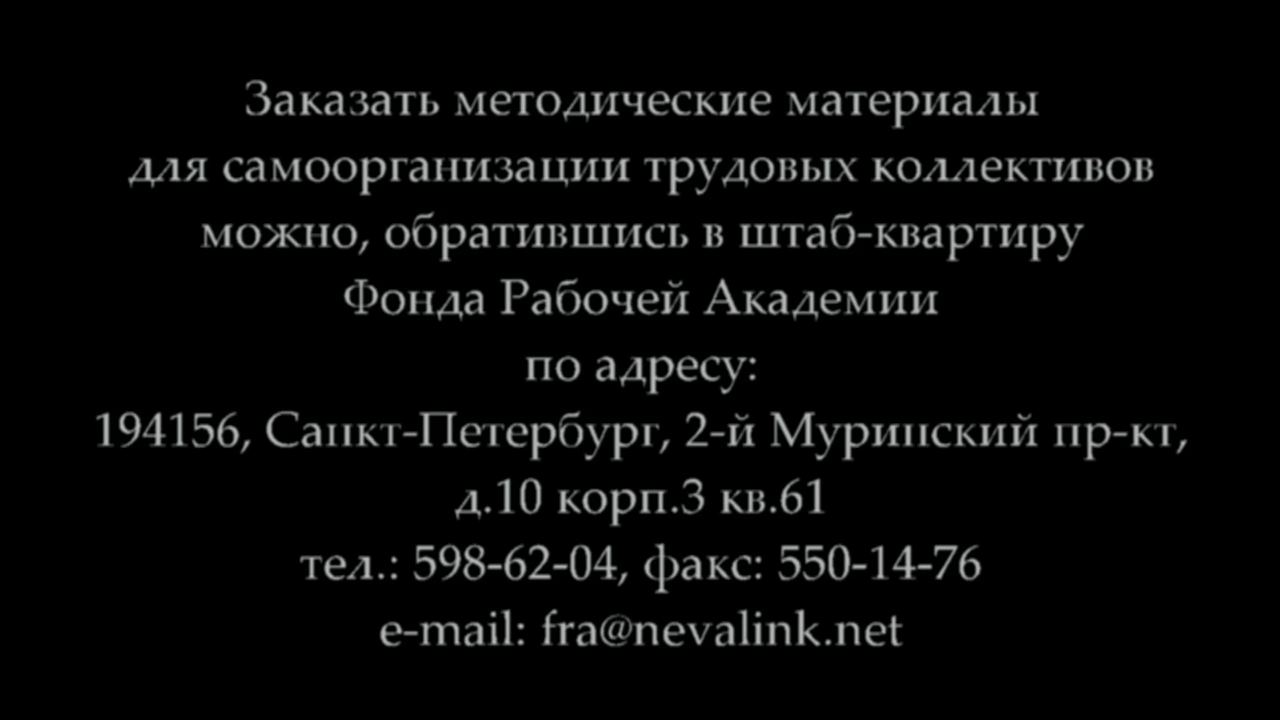 Заказать методические материалы
для самоорганизации трудовых коллективов
можно, обратившись в штаб-квартиру
Фонда Рабочей Академии
по адресу:
194156, Санкт-Петербург, 2-й Муринский пр-кт,
д.10 корп.3 кв.61
тел.: 598-62-04, факс: 550-14-76
e-mail: fra@nevalink.net